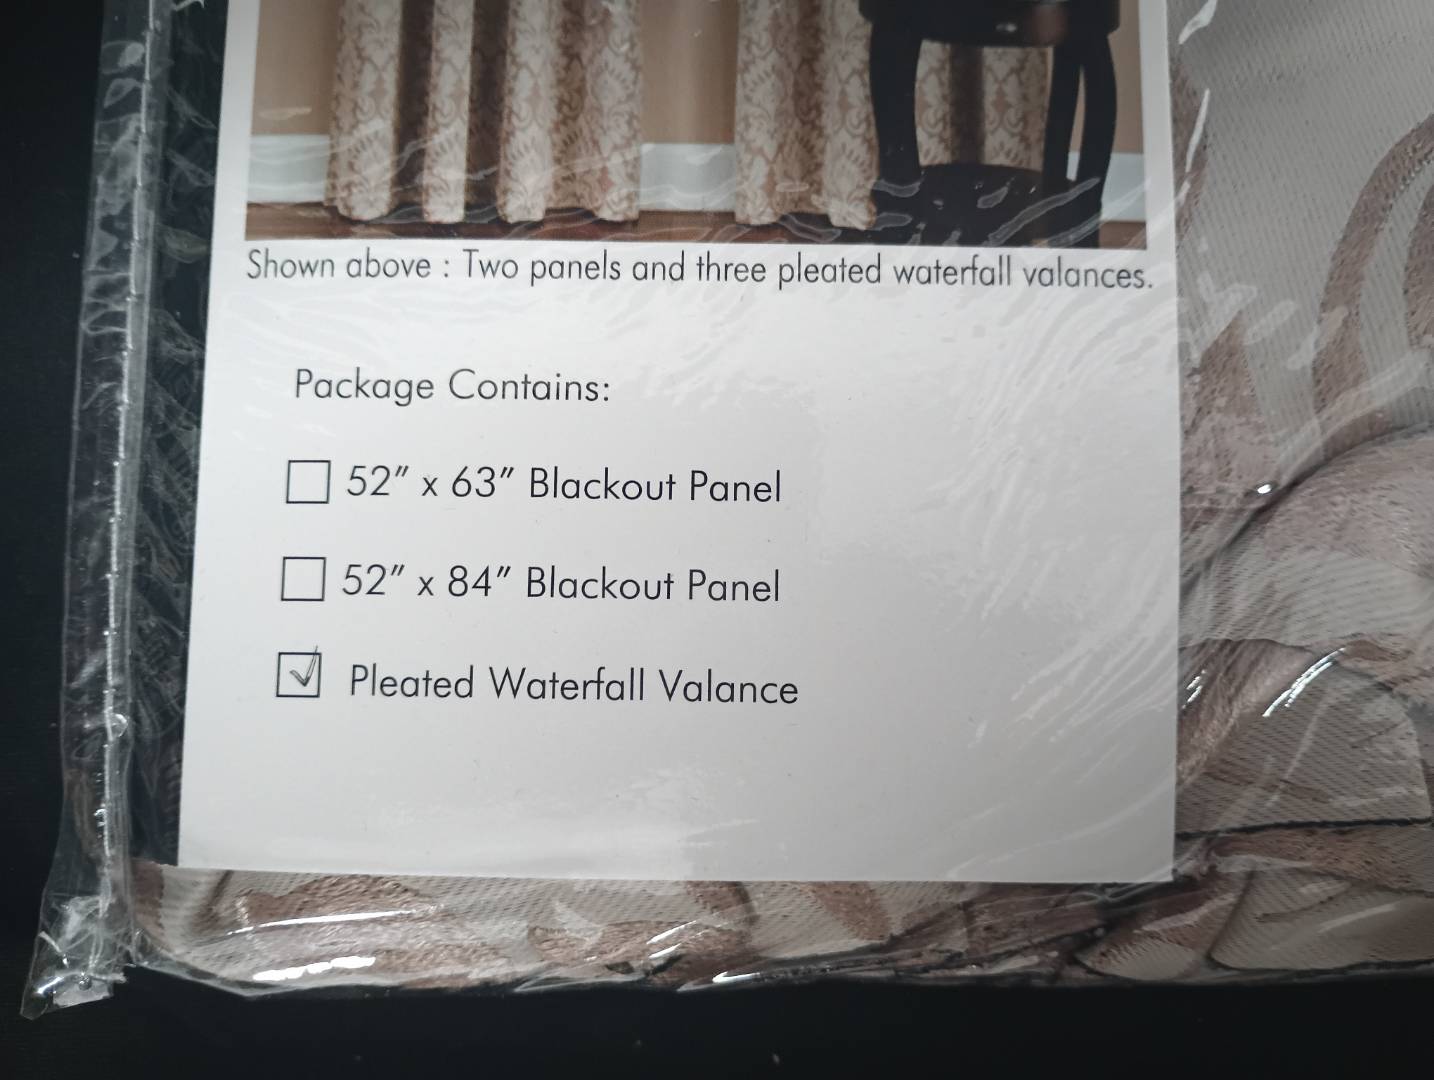 Shown above : Two panels and three pleated waterfall valances.
Package Contains:
52" x 63" Blackout Panel
52" x 84" Blackout Panel
Pleated Waterfall Valance